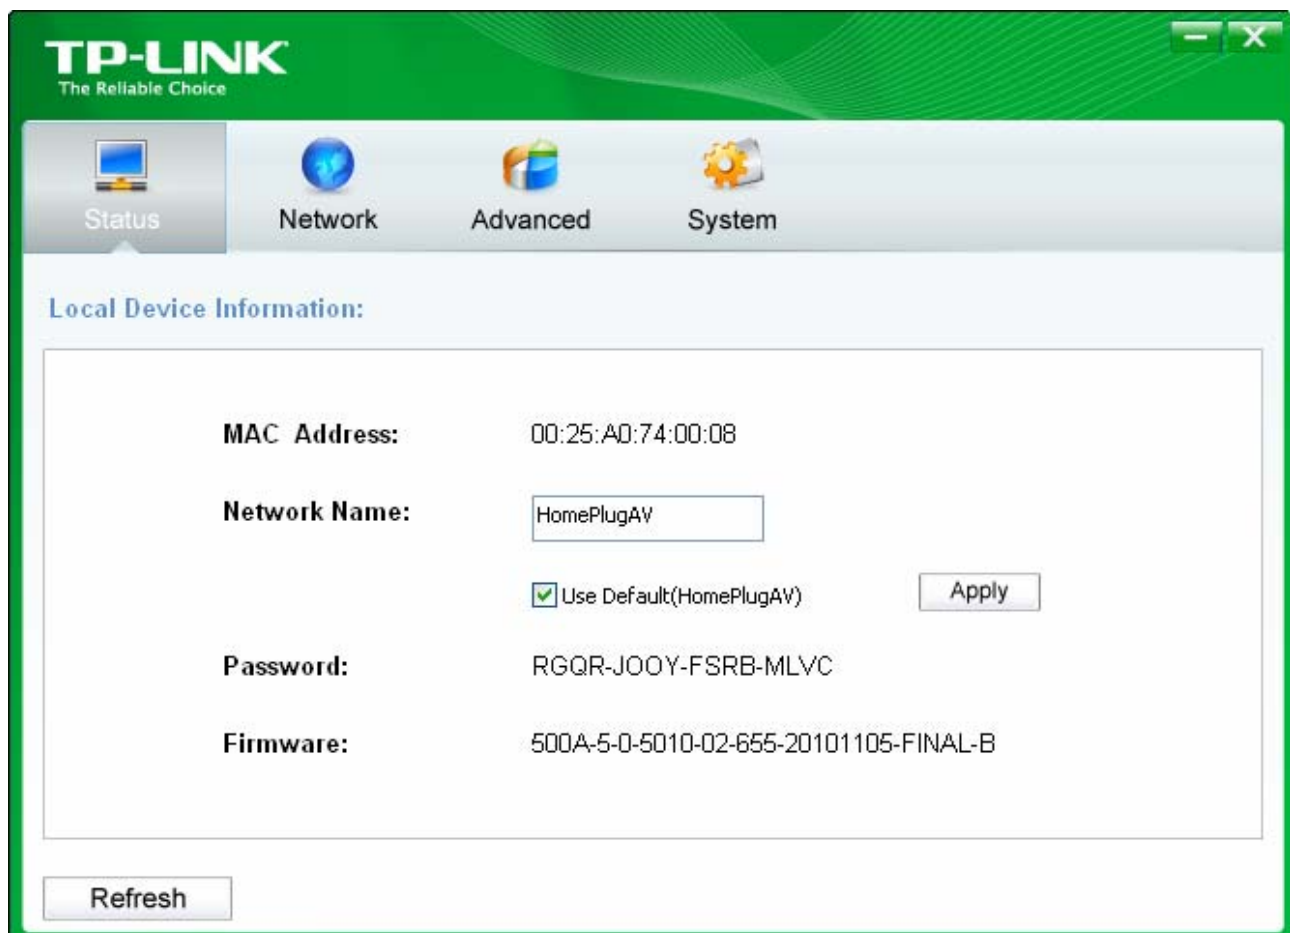 TP-LINK
The Reliable Choice
Status Network Advanced System
Local Device Information:
MAC Address: 00:25:A0:74:00:08
Network Name: HomePlugAV
Use Default(HomePlugAV) Apply
Password: RGQR-JOOY-FSRB-MLVC
Firmware: 500A-5-0-5010-02-655-20101105-FINAL-B
Refresh